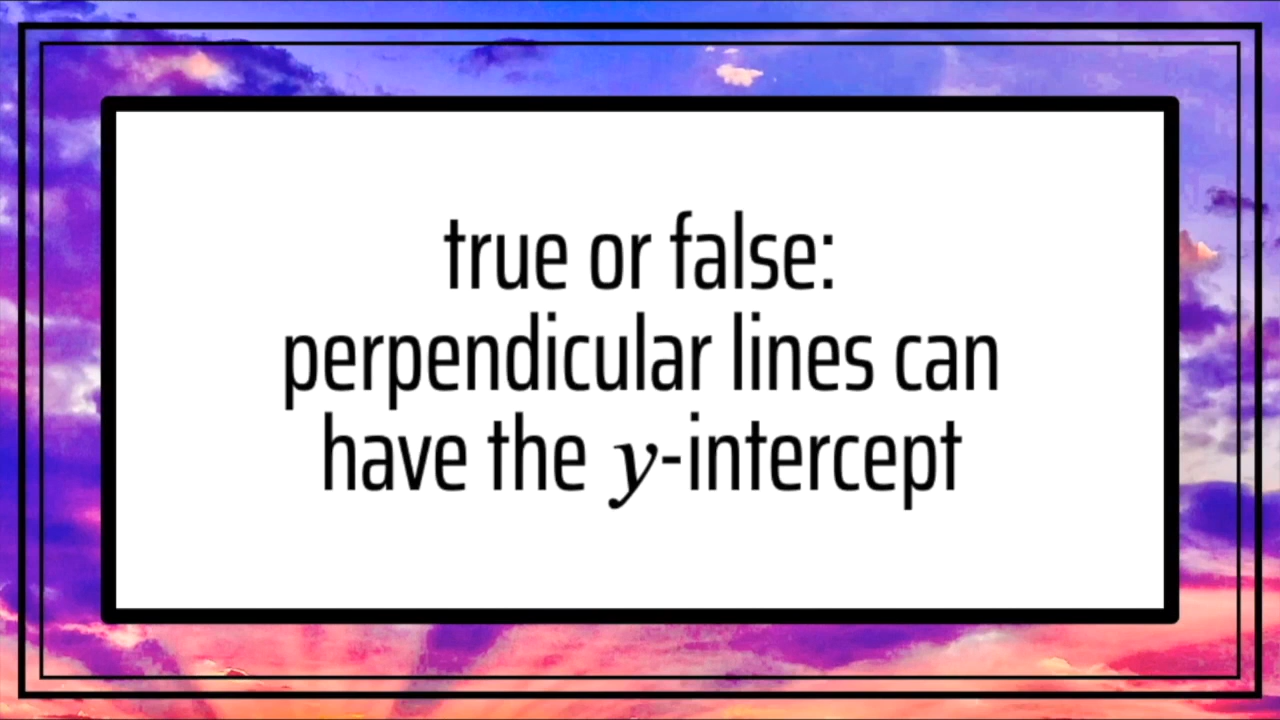 true or false:
perpendicular lines can
have the y-intercept